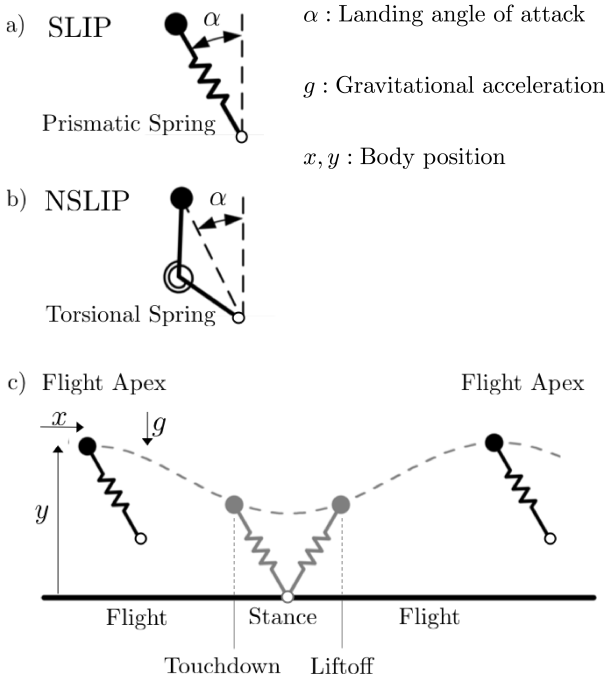 a) SLIP
α
Prismatic Spring
α : Landing angle of attack
g : Gravitational acceleration
x, y : Body position
b) NSLIP
α
Torsional Spring
c) Flight Apex
Flight Apex
x
g
y
Flight
Stance
Flight
Touchdown
Liftoff